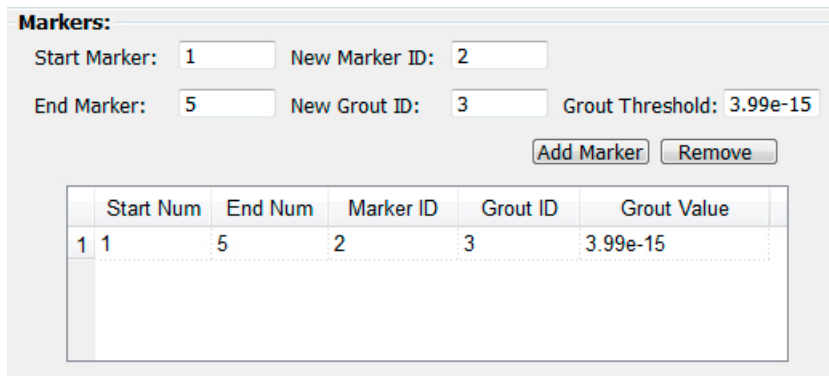 Markers:
Start Marker: 1 New Marker ID: 2
End Marker: 5 New Grout ID: 3 Grout Threshold: 3.99e-15
Add Marker Remove
Start Num End Num Marker ID Grout ID Grout Value
1 1 5 2 3 3.99e-15